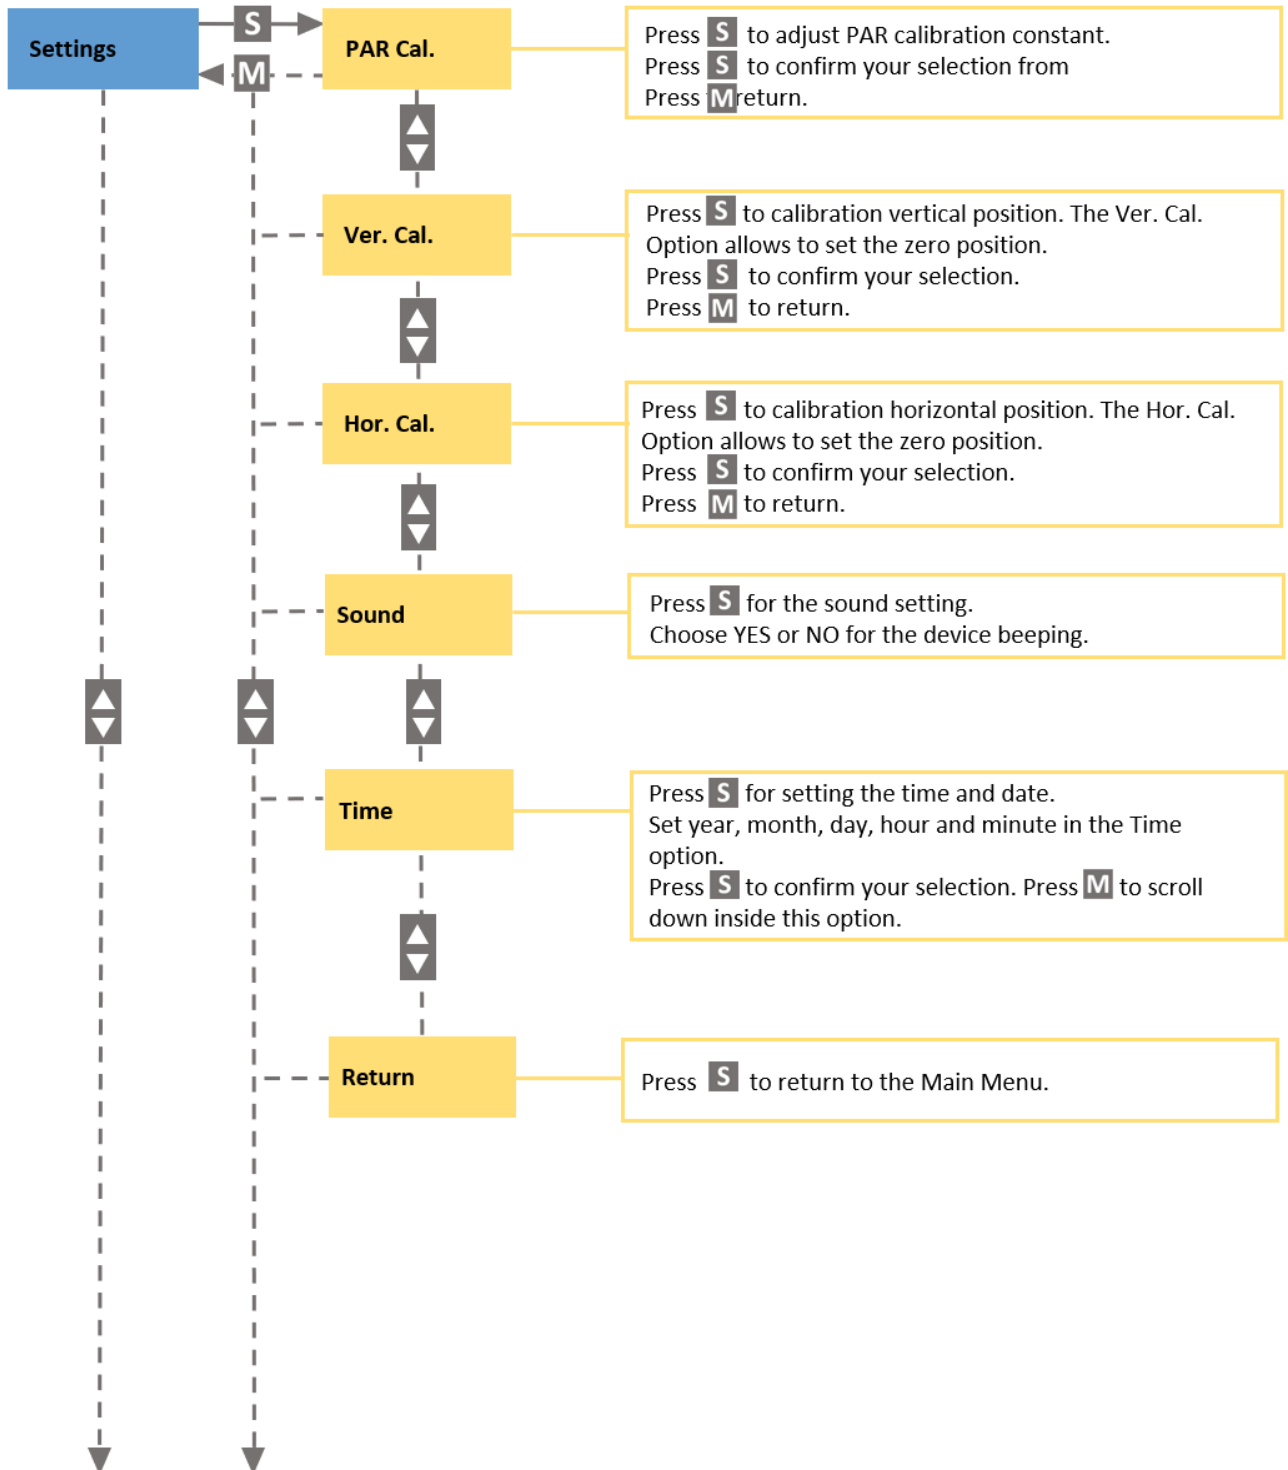 Settings
S
M
PAR Cal.
Press S to adjust PAR calibration constant.
Press S to confirm your selection from
Press M return.
Ver. Cal.
Press S to calibration vertical position. The Ver. Cal.
Option allows to set the zero position.
Press S to confirm your selection.
Press M to return.
Hor. Cal.
Press S to calibration horizontal position. The Hor. Cal.
Option allows to set the zero position.
Press S to confirm your selection.
Press M to return.
Sound
Press S for the sound setting.
Choose YES or NO for the device beeping.
Time
Press S for setting the time and date.
Set year, month, day, hour and minute in the Time
option.
Press S to confirm your selection. Press M to scroll
down inside this option.
Return
Press S to return to the Main Menu.